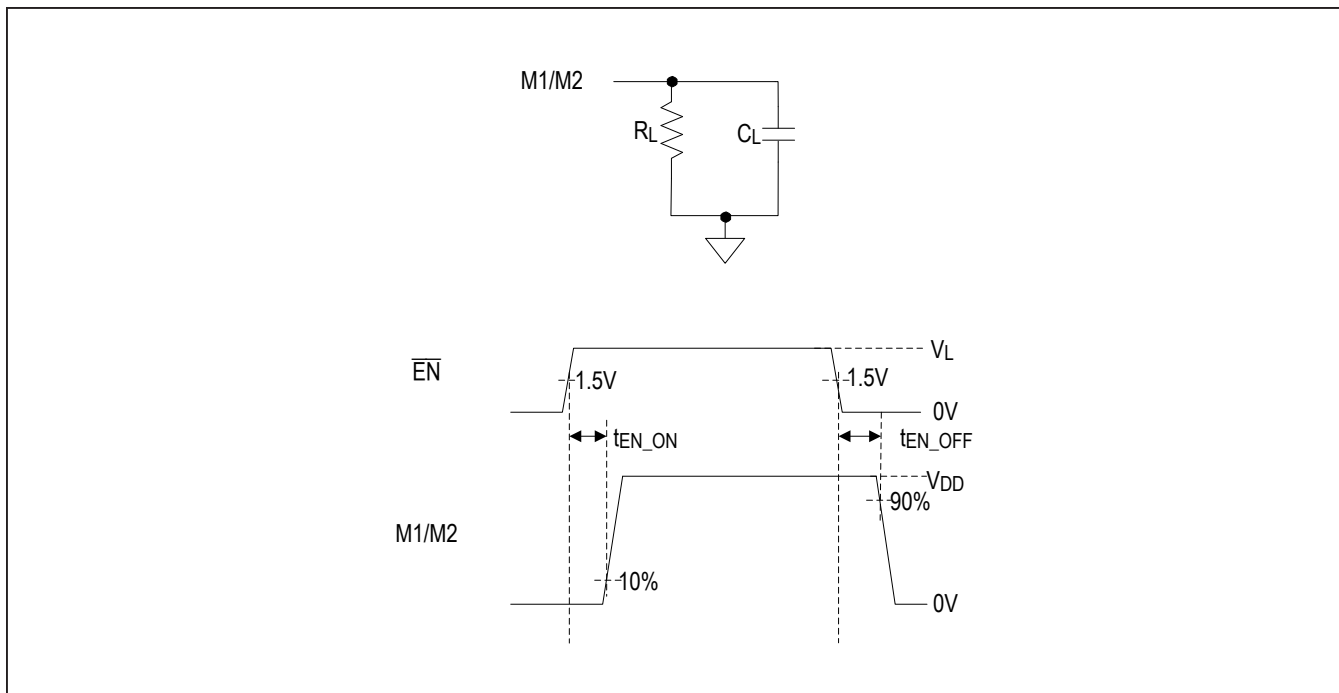 M1/M2
RL
CL
EN
1.5V
1.5V
VL
0V
tEN_ON
tEN_OFF
M1/M2
VDD
90%
10%
0V